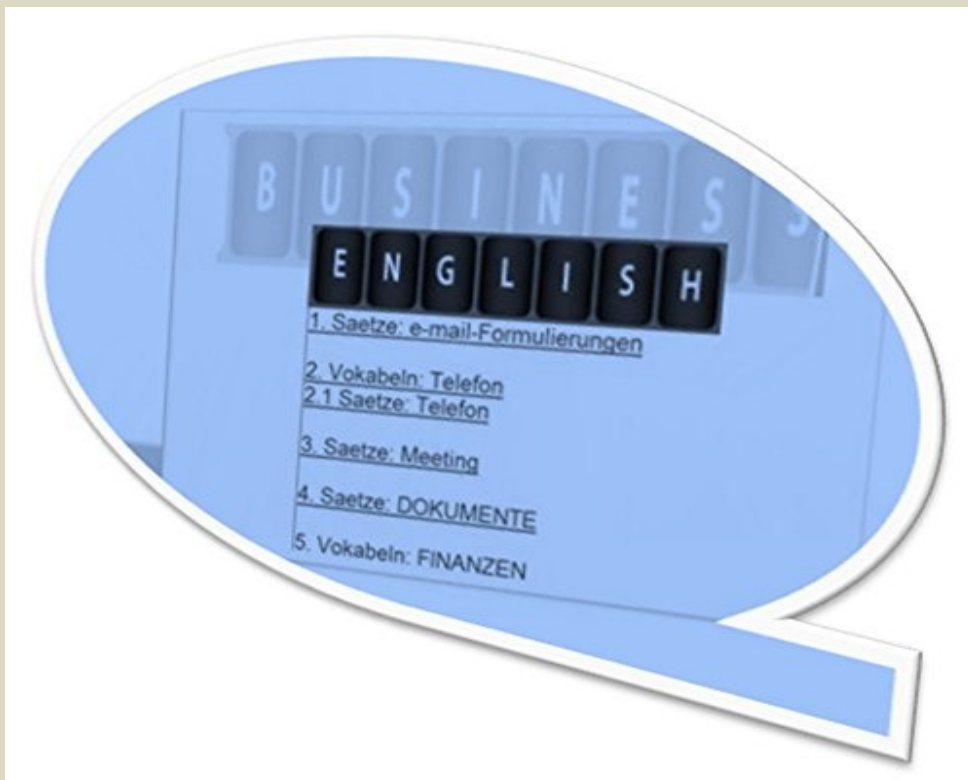 BUSINESS
ENGLISH
1. Saetze: e-mail-Formulierungen
2. Vokabeln: Telefon
2.1 Saetze: Telefon
3. Saetze: Meeting
4. Saetze: DOKUMENTE
5. Vokabeln: FINANZEN